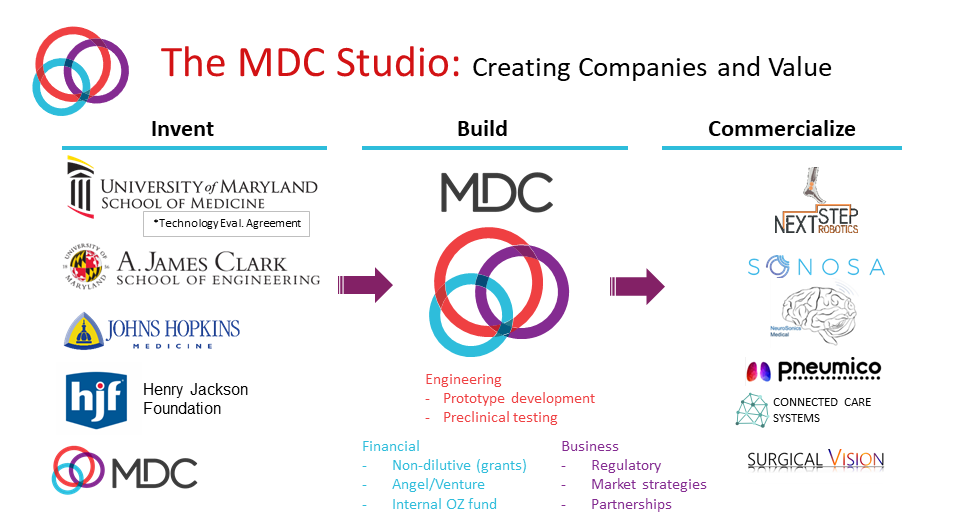 The MDC Studio: Creating Companies and Value
Invent
UNIVERSITY of MARYLAND
SCHOOL OF MEDICINE
*Technology Eval. Agreement
UNIVERSITY OF
18 56
MARYLAND
A. JAMES CLARK
SCHOOL OF ENGINEERING
JOHNS HOPKINS
MEDICINE
hjf
Henry Jackson
Foundation
MDC
Build
MDC
Engineering
- Prototype development
- Preclinical testing
Financial
- Non-dilutive (grants)
- Angel/Venture
- Internal OZ fund
Business
- Regulatory
- Market strategies
- Partnerships
Commercialize
NEXTSTEP
ROBOTICS
SONOSA
NeuroSonics
Medical
pneumico
CONNECTED CARE
SYSTEMS
SURGICAL VISION